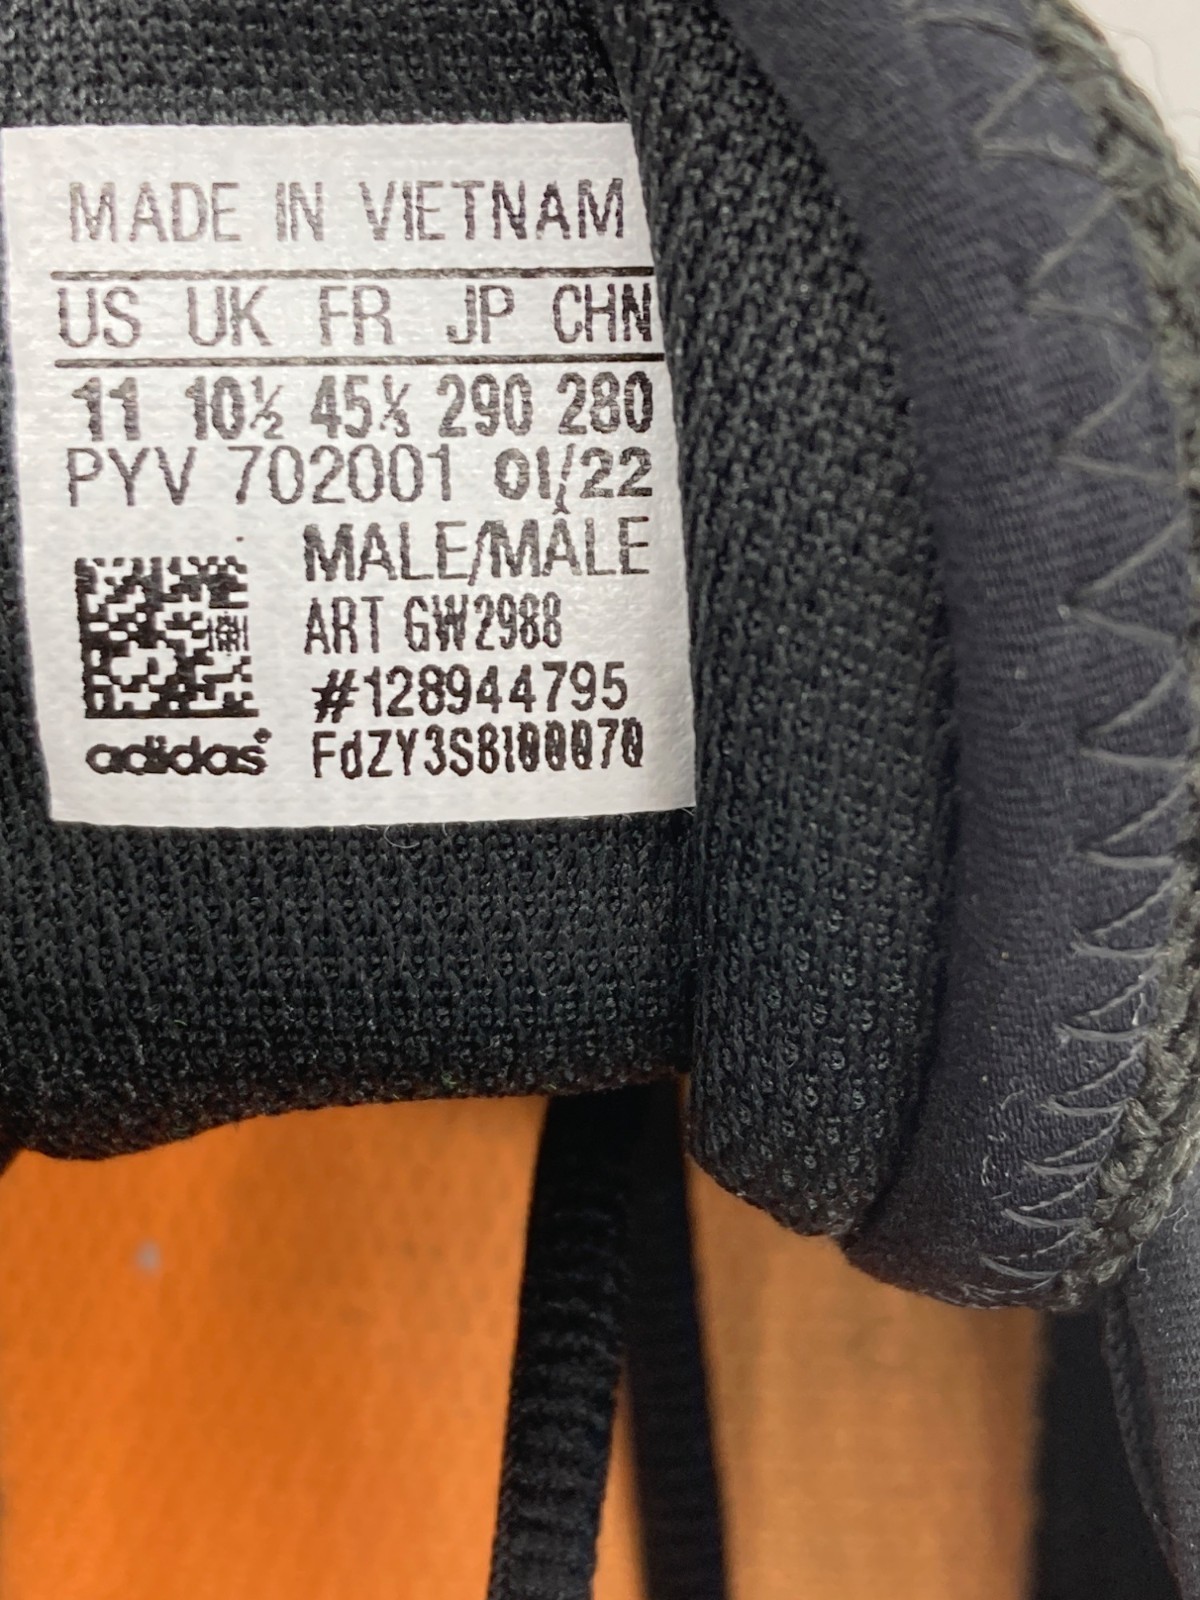 MADE IN VIETNAM
US UK FR JP CHN
11 10½ 45⅓ 290 280
PYV 702001 01/22
MALE/MÂLE
ART GW2988
#128944795
adidas